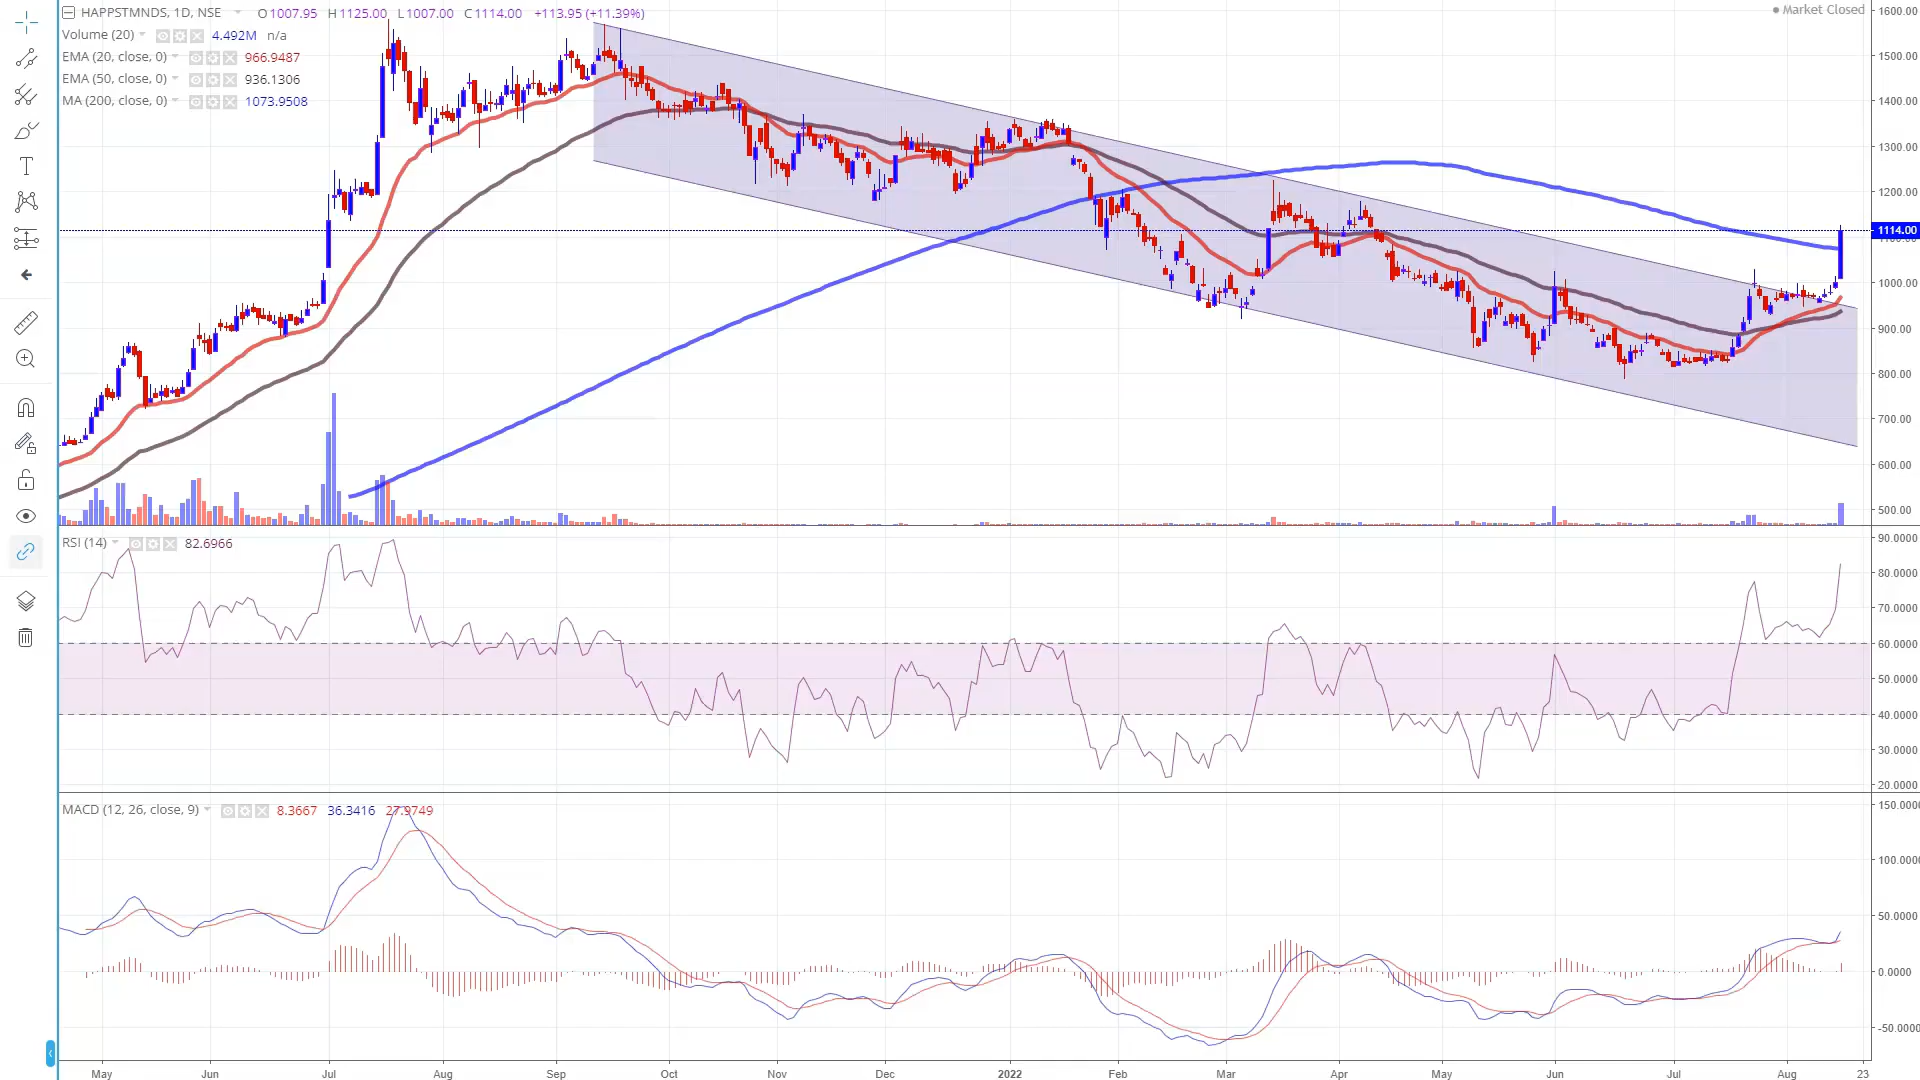 HAPPSTMNDS, 1D, NSE O1007.95 H1125.00 L1007.00 C1114.00 +113.95 (+11.39%)
Market Closed
Volume (20) 4.492M n/a
EMA (20, close, 0) 966.9487
EMA (50, close, 0) 936.1306
MA (200, close, 0) 1073.9508
1600.00
1500.00
1400.00
1300.00
1200.00
1114.00
1000.00
900.00
800.00
700.00
600.00
500.00
RSI (14) 82.6966
90.0000
80.0000
70.0000
60.0000
50.0000
40.0000
30.0000
20.0000
MACD (12, 26, close, 9) 8.3667 36.3416 27.9749
150.0000
100.0000
50.0000
0.0000
-50.0000
May Jun Jul Aug Sep Oct Nov Dec 2022 Feb Mar Apr May Jun Jul Aug 23